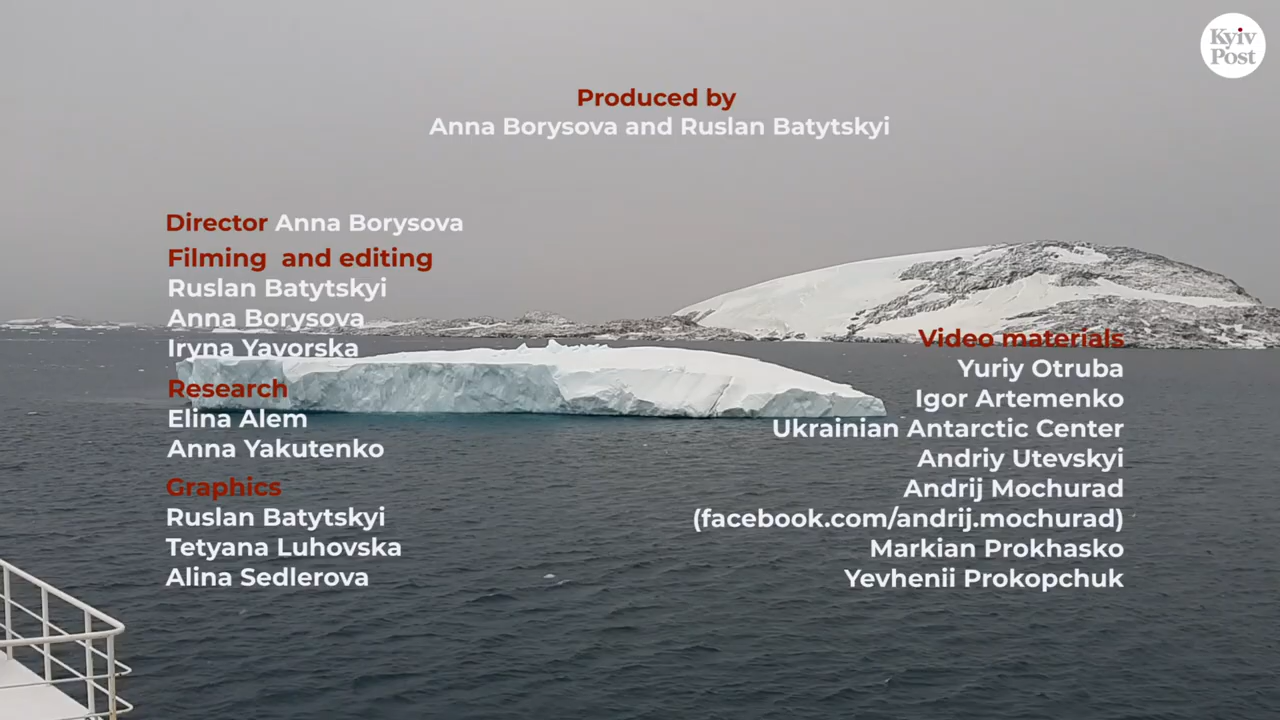 Kyiv
Post
Produced by
Anna Borysova and Ruslan Batytskyi
Director Anna Borysova
Filming and editing
Ruslan Batytskyi
Anna Borysova
Iryna Yavorska
Research
Elina Alem
Anna Yakutenko
Graphics
Ruslan Batytskyi
Tetyana Luhovska
Alina Sedlerova
Video materials
Yuriy Otruba
Igor Artemenko
Ukrainian Antarctic Center
Andriy Utevskyi
Andrij Mochurad
(facebook.com/andrij.mochurad)
Markian Prokhasko
Yevhenii Prokopchuk